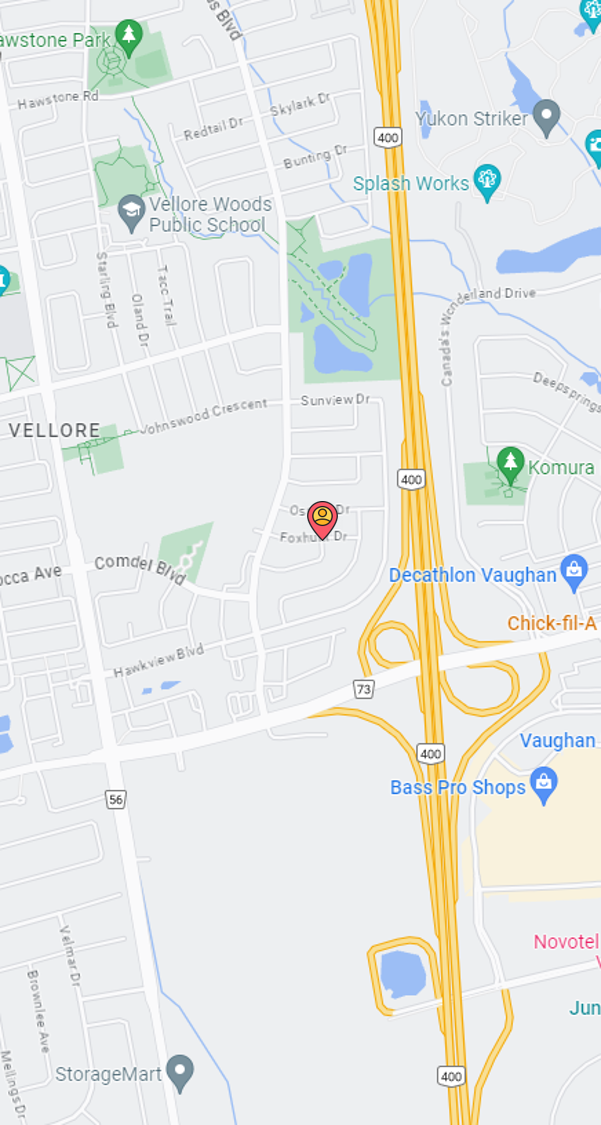 us Blvd
awstone Park
Hawstone Rd
Skylark Dr
Redtail Dr
400
Yukon Striker
Bunting Dr
Splash Works
Vellore Woods
Public School
Starling Blvd
Tacc Trail
Oland Dr
Canada's Wonderland Drive
Deepsprings
Johnswood Crescent
Sunview Dr
VELLORE
Komura
400
Dr
Foxhunt Dr
occa Ave
Comdel Blvd
Decathlon Vaughan
Chick-fil-A
Hawkview Blvd
73
400
Vaughan
Bass Pro Shops
56
Velmar Dr
Brownlee Ave
Novotel
V
Jun
StorageMart
400
Mellings Dr